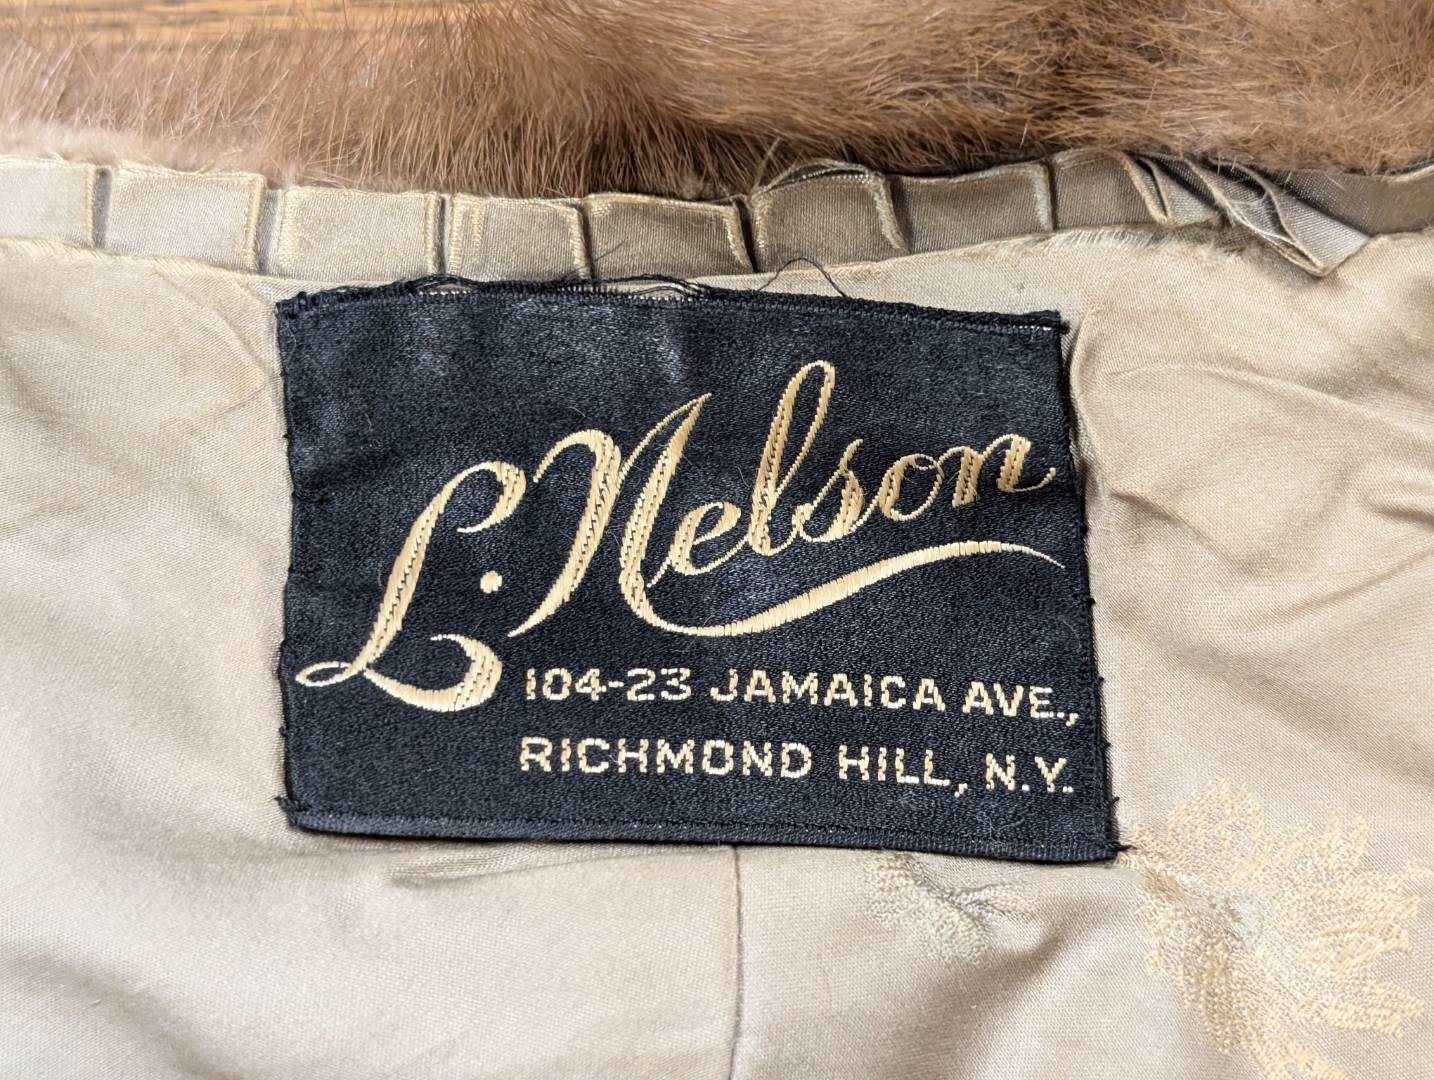 L. Nelson
104-23 JAMAICA AVE.,
RICHMOND HILL, N.Y.